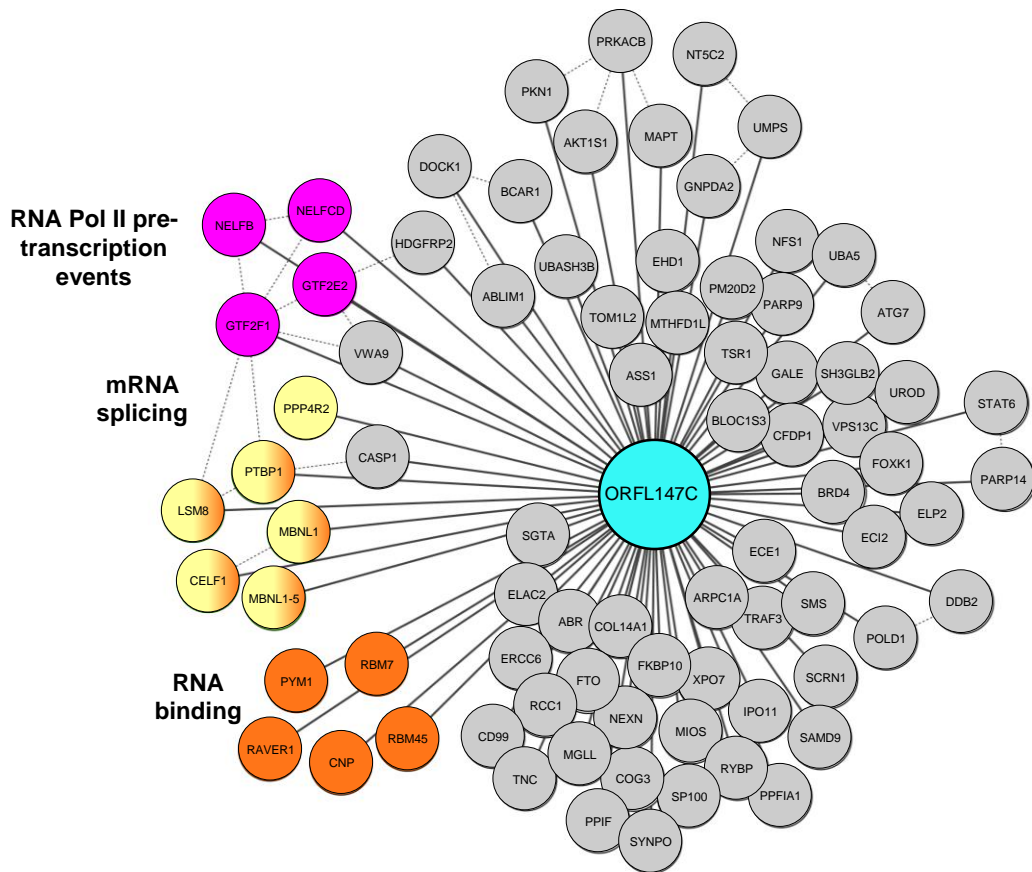 PRKACB
NT5C2
PKN1
UMPS
AKT1S1
MAPT
DOCK1
BCAR1
GNPDA2
RNA Pol II pre-
transcription
events
NELFB
NELFCD
HDGFRP2
NFS1
UBA5
UBASH3B
EHD1
GTF2E2
ABLIM1
PM20D2
PARP9
TOM1L2
MTHFD1L
ATG7
GTF2F1
VWA9
TSR1
ASS1
GALE
SH3GLB2
mRNA
splicing
UROD
STAT6
PPP4R2
BLOC1S3
CFDP1
VPS13C
CASP1
PTBP1
FOXK1
PARP14
ORFL147C
BRD4
LSM8
ELP2
MBNL1
SGTA
ECI2
ECE1
CELF1
MBNL1-5
ELAC2
ARPC1A
TRAF3
SMS
DDB2
ABR
COL14A1
POLD1
ERCC6
FKBP10
RBM7
PYM1
XPO7
SCRN1
RNA
binding
FTO
RCC1
NEXN
IPO11
MIOS
RBM45
CD99
SAMD9
RAVER1
CNP
MGLL
TNC
COG3
RYBP
SP100
PPFIA1
PPIF
SYNPO